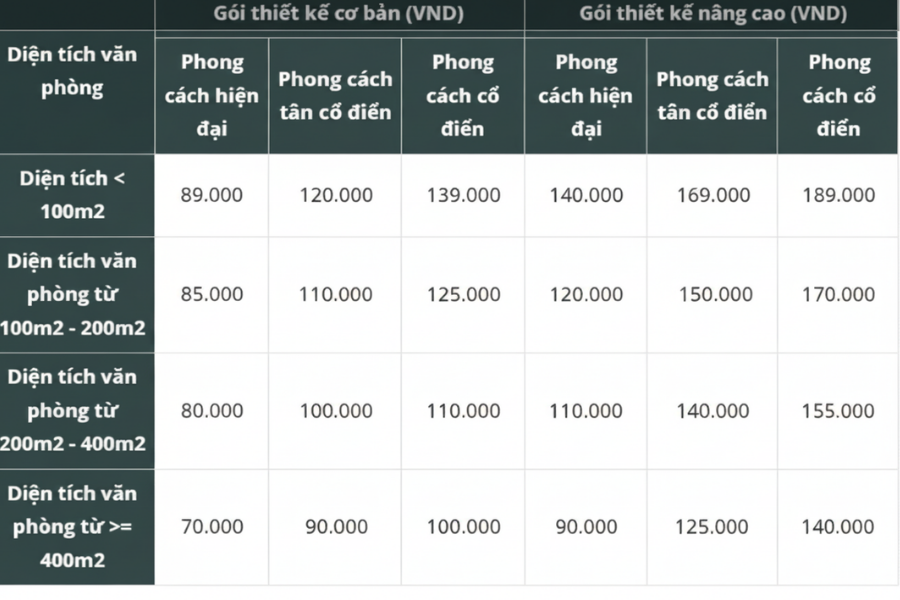 Gói thiết kế cơ bản (VND) Gói thiết kế nâng cao (VND)
Diện tích văn
phòng
Phong
cách hiện
đại
Phong cách
tân cổ điển
Phong
cách cổ
điển
Phong
cách hiện
đại
Phong cách
tân cổ điển
Phong
cách cổ
điển
Diện tích <
100m2
89.000 120.000 139.000 140.000 169.000 189.000
Diện tích văn
phòng từ
100m2 - 200m2
85.000 110.000 125.000 120.000 150.000 170.000
Diện tích văn
phòng từ
200m2 - 400m2
80.000 100.000 110.000 110.000 140.000 155.000
Diện tích văn
phòng từ >=
400m2
70.000 90.000 100.000 90.000 125.000 140.000